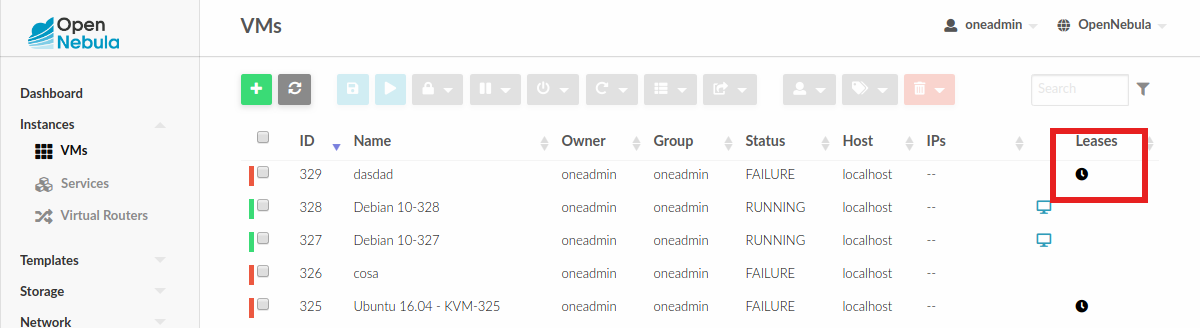 Open
Nebula
VMs
oneadmin
OpenNebula
Dashboard
Instances
VMs
Services
Virtual Routers
Templates
Storage
Network
Search
ID Name Owner Group Status Host IPs Leases
329 dasdad oneadmin oneadmin FAILURE localhost --
328 Debian 10-328 oneadmin oneadmin RUNNING localhost --
327 Debian 10-327 oneadmin oneadmin RUNNING localhost --
326 cosa oneadmin oneadmin FAILURE localhost --
325 Ubuntu 16.04 - KVM-325 oneadmin oneadmin FAILURE localhost --